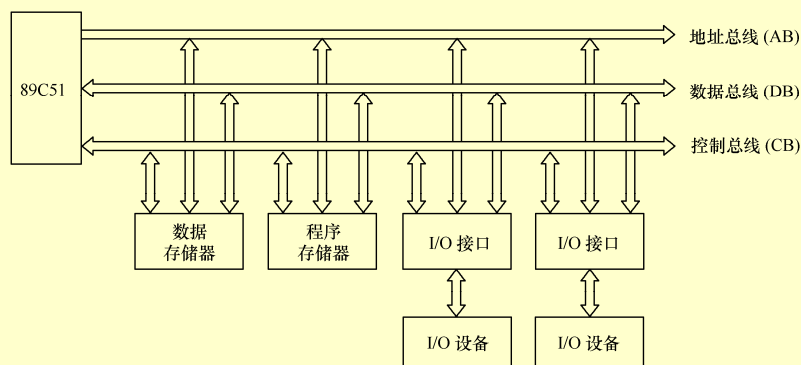 89C51
地址总线 (AB)
数据总线 (DB)
控制总线 (CB)
数据
存储器
程序
存储器
I/O 接口
I/O 接口
I/O 设备
I/O 设备